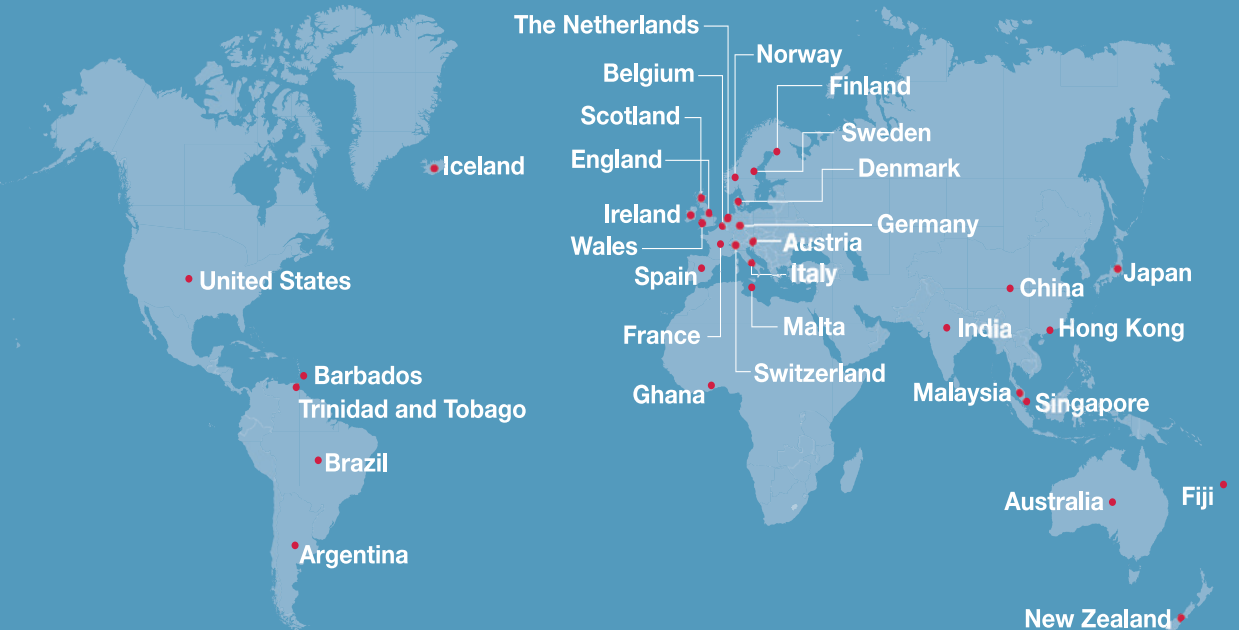 The Netherlands
Norway
Belgium
Finland
Scotland
Sweden
England
Iceland
Denmark
Ireland
Germany
Wales
Austria
Spain
Italy
Japan
United States
China
Malta
India
Hong Kong
France
Switzerland
Barbados
Ghana
Malaysia
Singapore
Trinidad and Tobago
Brazil
Fiji
Australia
Argentina
New Zealand